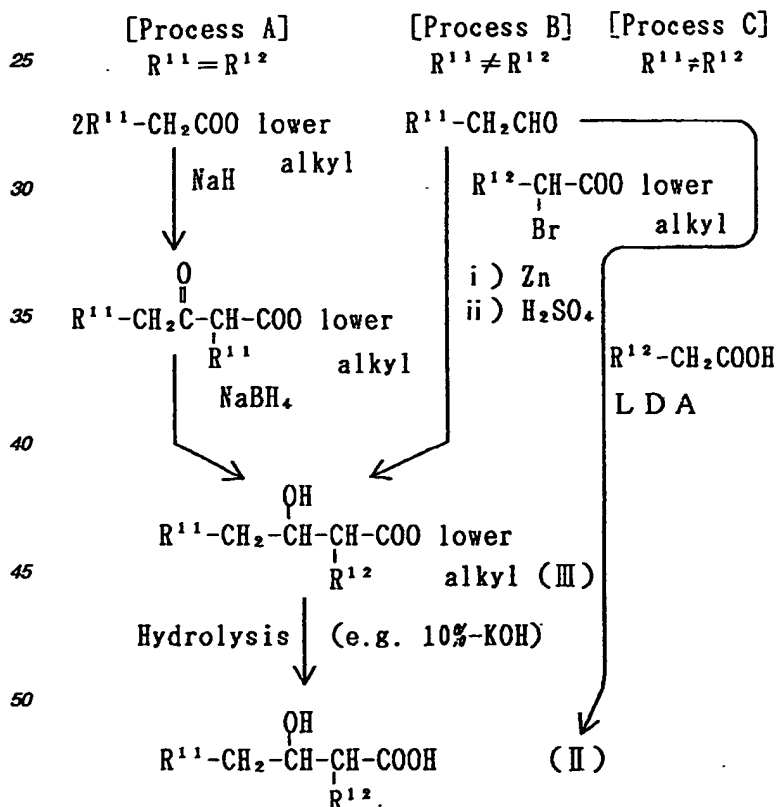 [Process A] [Process B] [Process C]
25 R¹¹=R¹² R¹¹≠R¹² R¹¹≠R¹²
2R¹¹-CH₂COO lower alkyl R¹¹-CH₂CHO
30 NaH R¹²-CH-COO lower alkyl
Br
O i) Zn
35 R¹¹-CH₂C-CH-COO lower alkyl ii) H₂SO₄
R¹¹ R¹²-CH₂COOH
NaBH₄ LDA
40
OH
R¹¹-CH₂-CH-CH-COO lower
45 R¹² alkyl (III)
Hydrolysis (e.g. 10%-KOH)
50
OH
R¹¹-CH₂-CH-CH-COOH (II)
R¹².